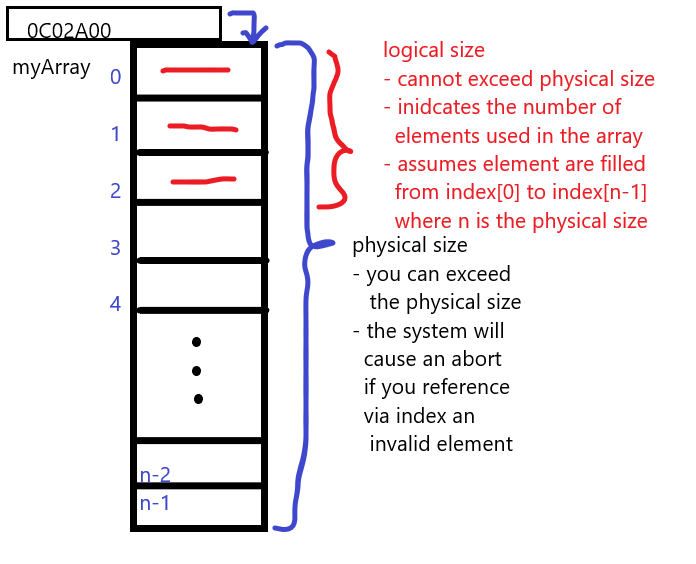 0C02A00
myArray
0
1
2
3
4
n-2
n-1
logical size
- cannot exceed physical size
- inidcates the number of
elements used in the array
- assumes element are filled
from index[0] to index[n-1]
where n is the physical size
physical size
- you can exceed
the physical size
- the system will
cause an abort
if you reference
via index an
invalid element